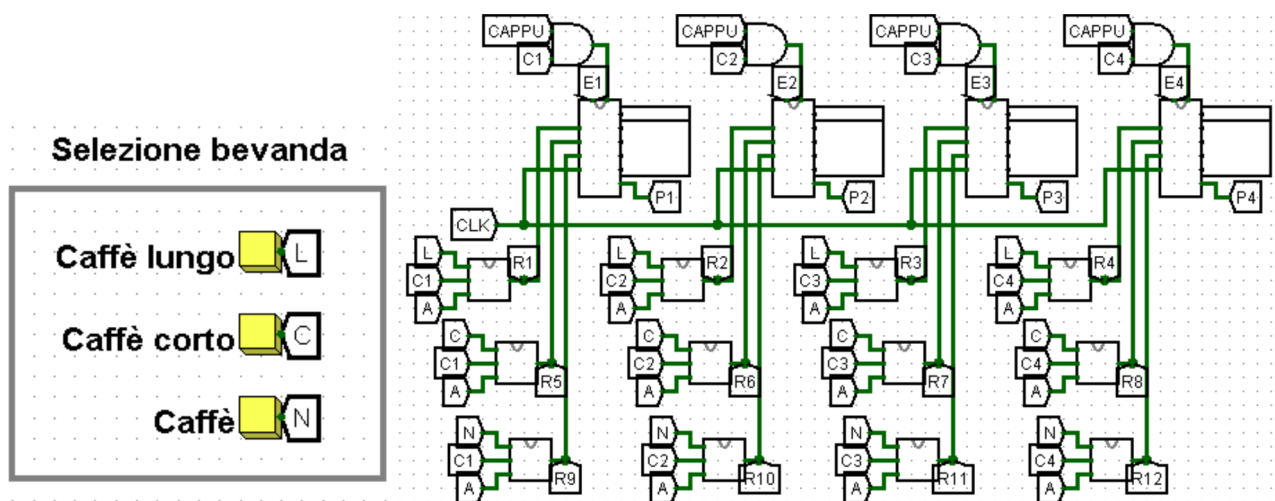 Selezione bevanda
Caffè lungo L
Caffè corto C
Caffè N
CAPPU CAPPU CAPPU CAPPU
C1 C2 C3 C4
E1 E2 E3 E4
P1 P2 P3 P4
CLK
L R1 L R2 L R3 L R4
C1 C2 C3 C4
A A A A
C C C C
C1 R5 C2 R6 C3 R7 C4 R8
A A A A
N N N N
C1 C2 C3 C4
A R9 A R10 A R11 A R12